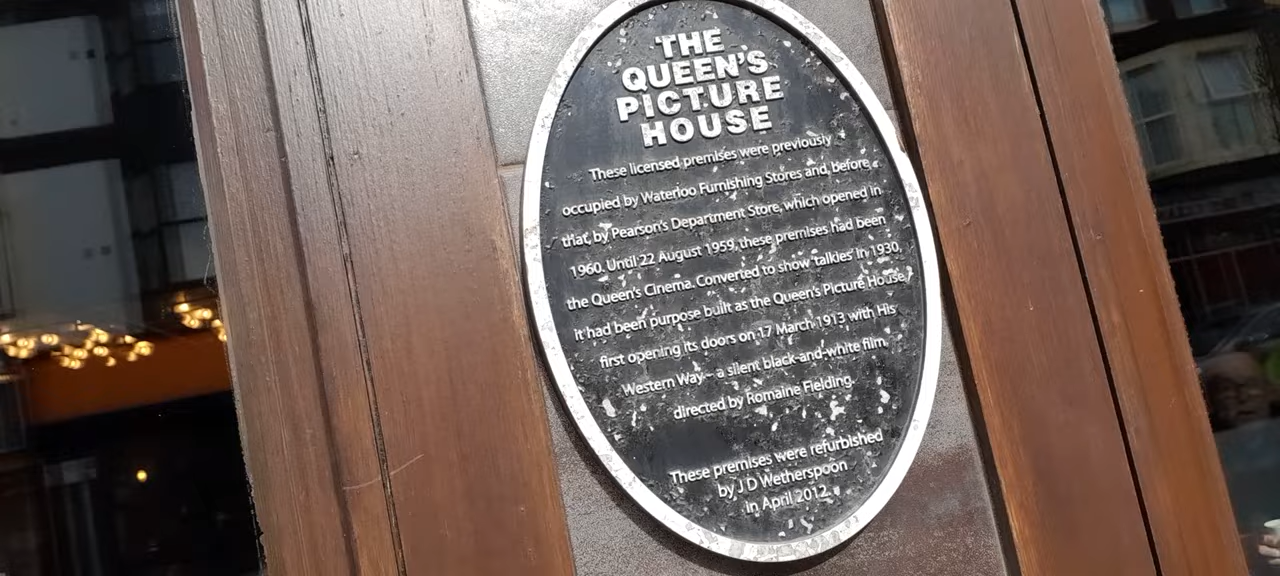 THE
QUEEN'S
PICTURE
HOUSE
These licensed premises were previously
occupied by Waterloo Furnishing Stores and, before
that, by Pearson's Department Store, which opened in
1960. Until 22 August 1959, these premises had been
the Queen's Cinema. Converted to show 'talkies' in 1930,
it had been purpose built as the Queen's Picture House,
first opening its doors on 17 March 1913 with His
Western Way – a silent black-and-white film,
directed by Romaine Fielding.
These premises were refurbished
by J D Wetherspoon
in April 2012.